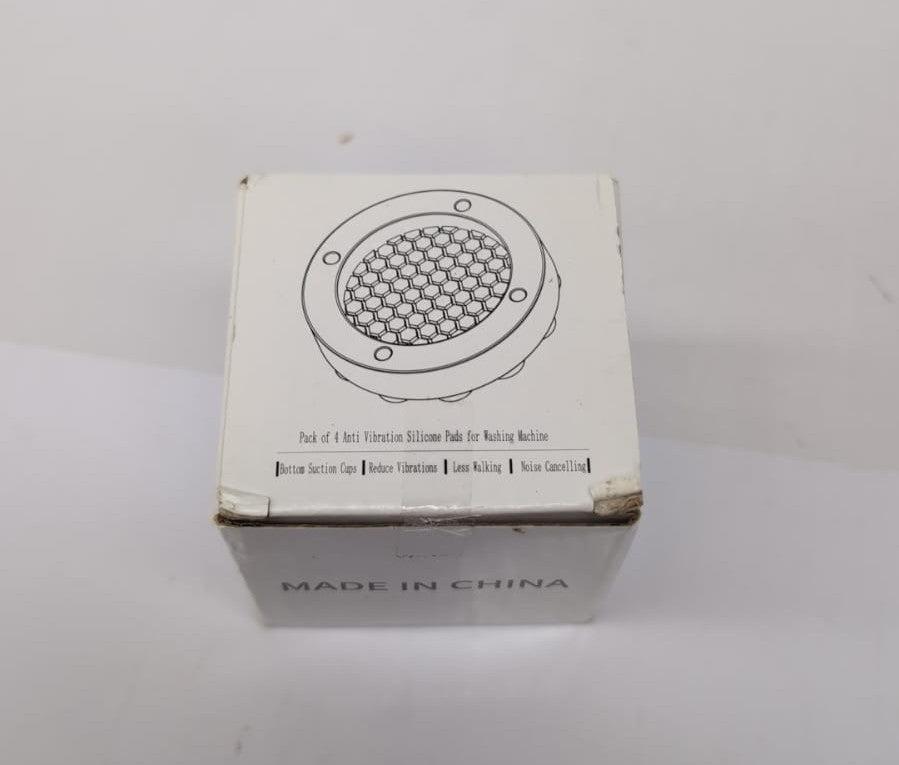 Pack of 4 Anti Vibration Silicone Pads for Washing Machine
|Bottom Suction Cups | Reduce Vibrations | Less Walking | Noise Cancelling|
MADE IN CHINA